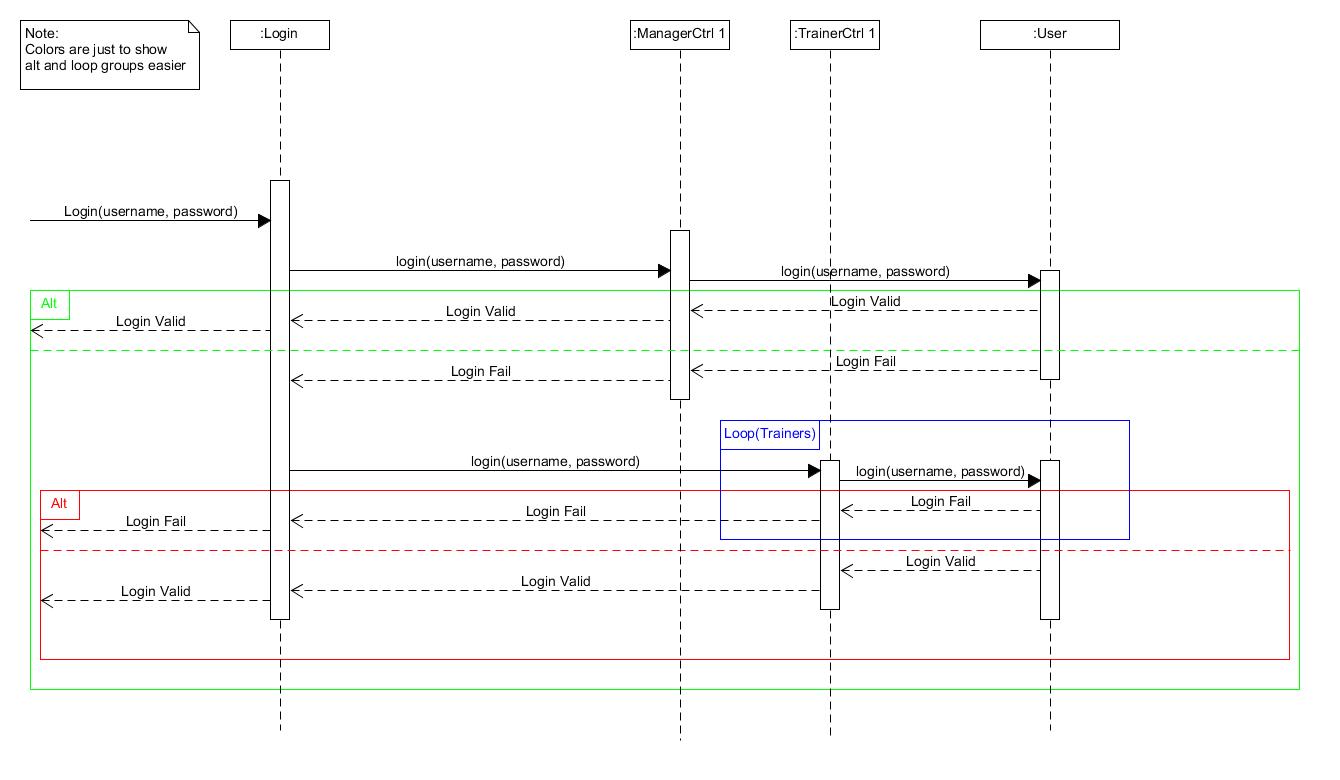 Note:
Colors are just to show
alt and loop groups easier
:Login
:ManagerCtrl 1
:TrainerCtrl 1
:User
Login(username, password)
login(username, password)
login(username, password)
Alt
Login Valid
Login Valid
Login Valid
Login Fail
Login Fail
Loop(Trainers)
login(username, password)
login(username, password)
Alt
Login Fail
Login Fail
Login Fail
Login Valid
Login Valid
Login Valid